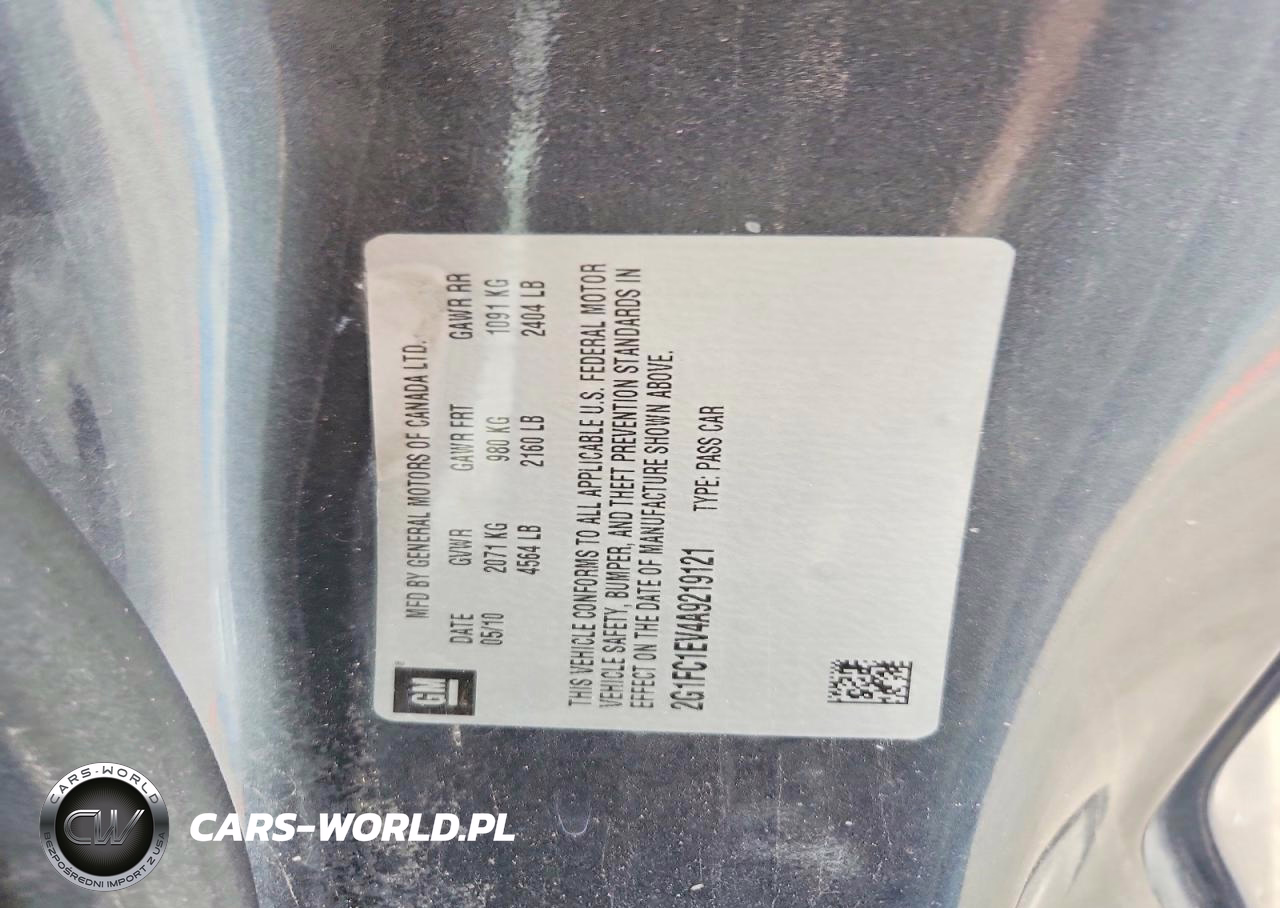 GM
MFD BY GENERAL MOTORS OF CANADA LTD.
DATE GVWR GAWR FRT GAWR RR
05/10 2071 KG 980 KG 1091 KG
4564 LB 2160 LB 2404 LB
THIS VEHICLE CONFORMS TO ALL APPLICABLE U.S. FEDERAL MOTOR
VEHICLE SAFETY, BUMPER, AND THEFT PREVENTION STANDARDS IN
EFFECT ON THE DATE OF MANUFACTURE SHOWN ABOVE.
2G1FC1EV4A9219121 TYPE: PASS CAR
CARS-WORLD
CW
BEZPOŚREDNI IMPORT Z USA
CARS-WORLD.PL